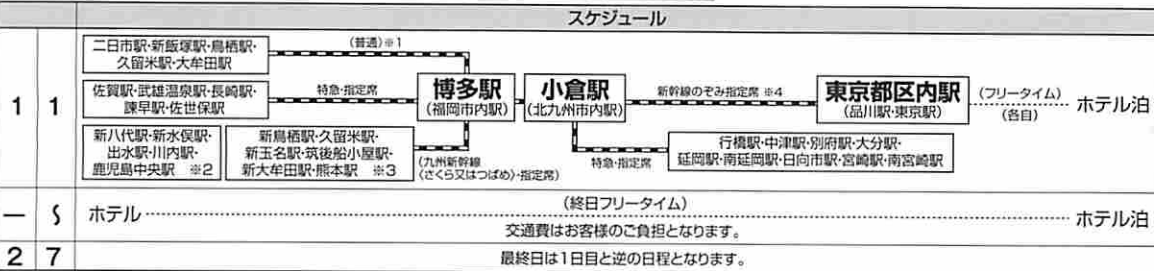 スケジュール
1
1
二日市駅・新飯塚駅・鳥栖駅・
久留米駅・大牟田駅
(普通)※1
佐賀駅・武雄温泉駅・長崎駅・
諫早駅・佐世保駅
特急・指定席
新八代駅・新水俣駅・
出水駅・川内駅・
鹿児島中央駅 ※2
新鳥栖駅・久留米駅・
新玉名駅・筑後船小屋駅・
新大牟田駅・熊本駅 ※3
(九州新幹線
(さくら又はつばめ)・指定席)
博多駅
(福岡市内駅)
小倉駅
(北九州市内駅)
新幹線のぞみ指定席 ※4
特急・指定席
行橋駅・中津駅・別府駅・大分駅・
延岡駅・南延岡駅・日向市駅・宮崎駅・南宮崎駅
東京都区内駅
(品川駅・東京駅)
(フリータイム)
(各自)
ホテル泊
ー
〜
ホテル
(終日フリータイム)
交通費はお客様のご負担となります。
ホテル泊
2
7
最終日は1日目と逆の日程となります。